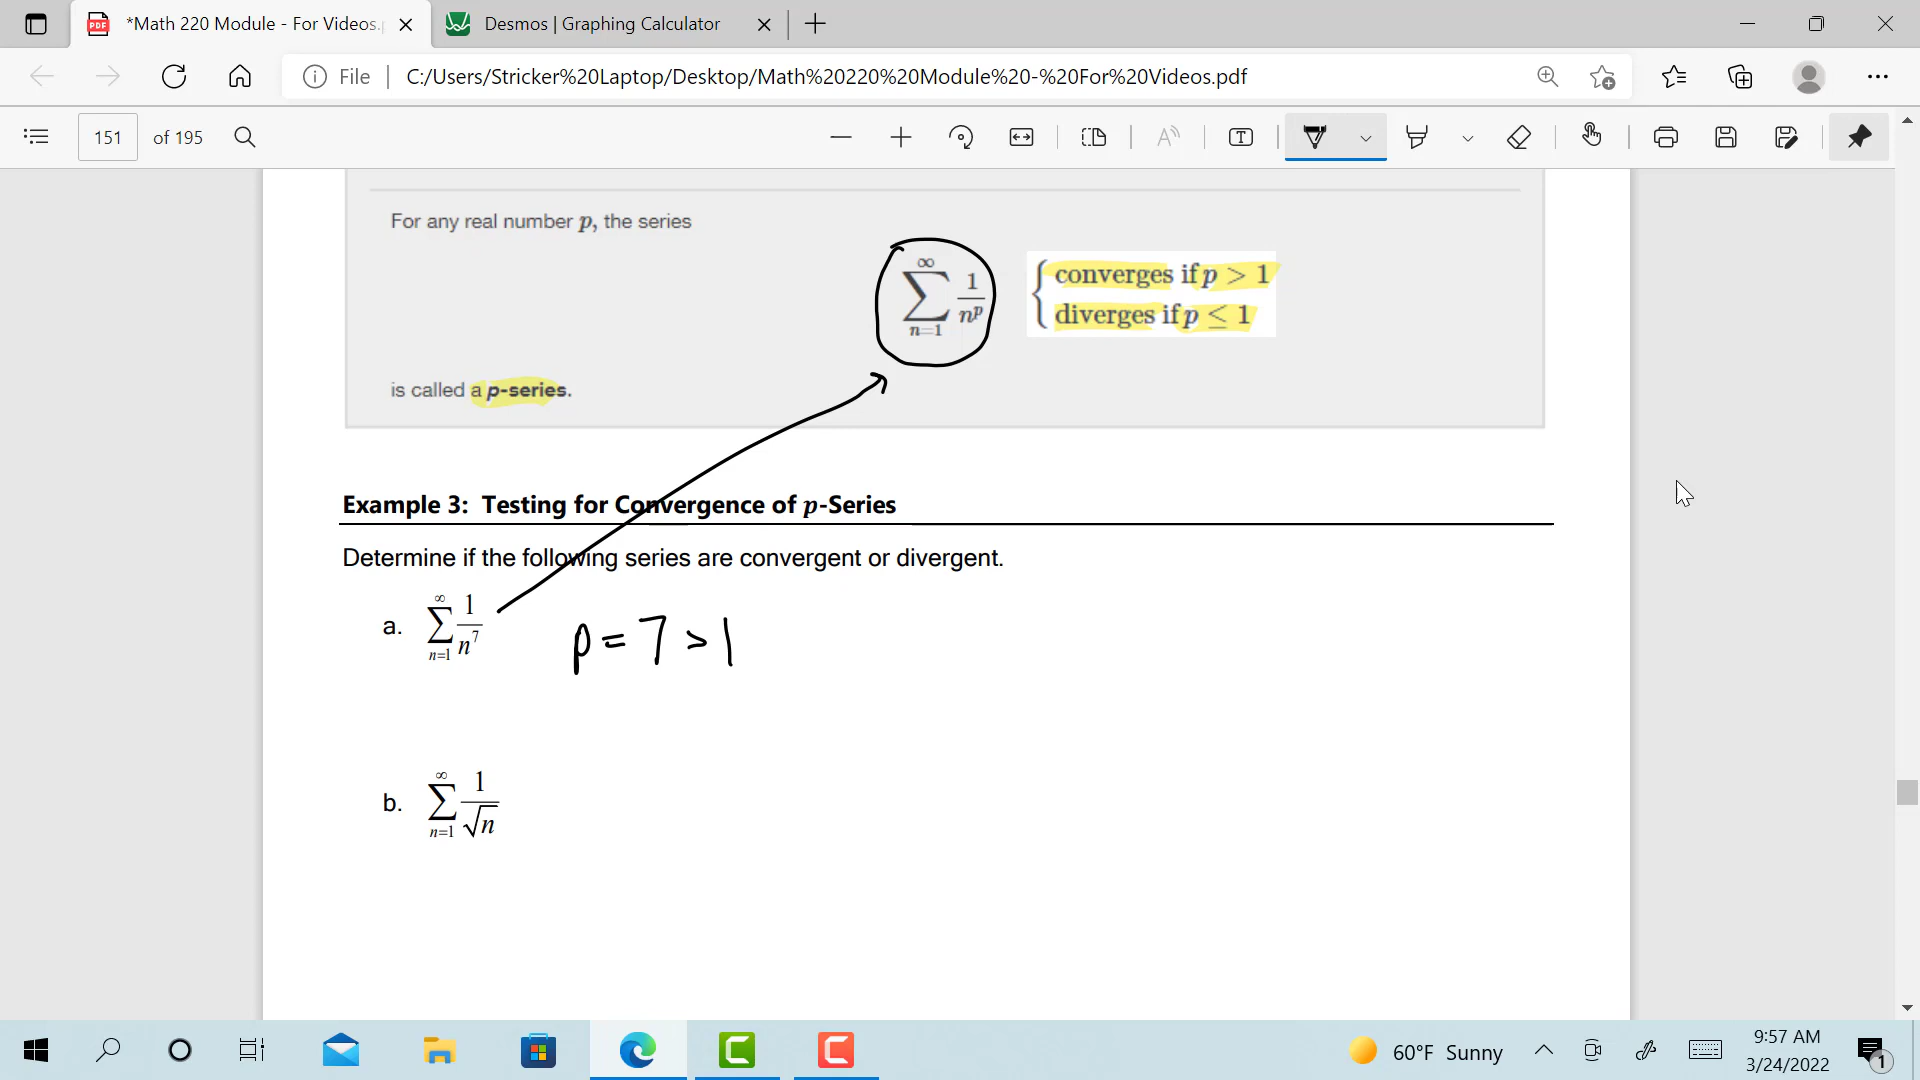 *Math 220 Module - For Videos.p
Desmos | Graphing Calculator
File
C:/Users/Stricker%20Laptop/Desktop/Math%20220%20Module%20-%20For%20Videos.pdf
151 of 195
For any real number p, the series
∞ ∑ n=1 1/n^p { converges if p > 1
diverges if p ≤ 1
is called a p-series.
Example 3: Testing for Convergence of p-Series
Determine if the following series are convergent or divergent.
a. ∞ ∑ n=1 1/n^7 p = 7 > 1
b. ∞ ∑ n=1 1/√n
60°F Sunny
9:57 AM
3/24/2022
1